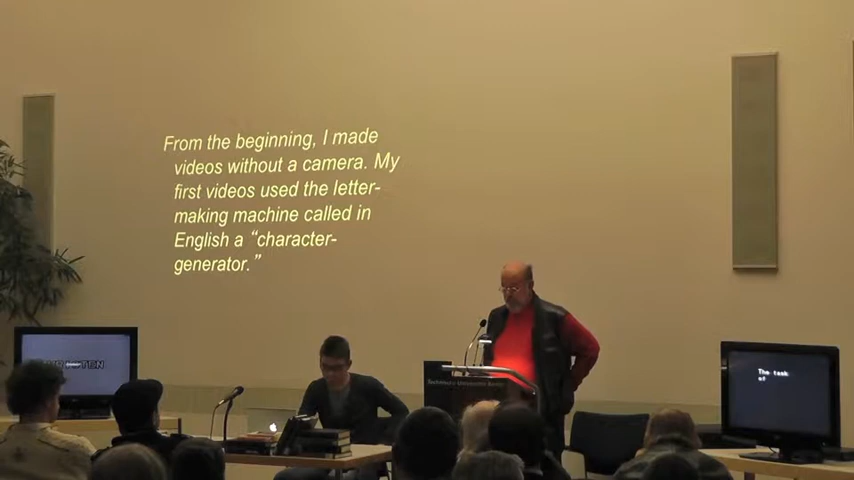 From the beginning, I made
videos without a camera. My
first videos used the letter-
making machine called in
English a “character-
generator.”
The task